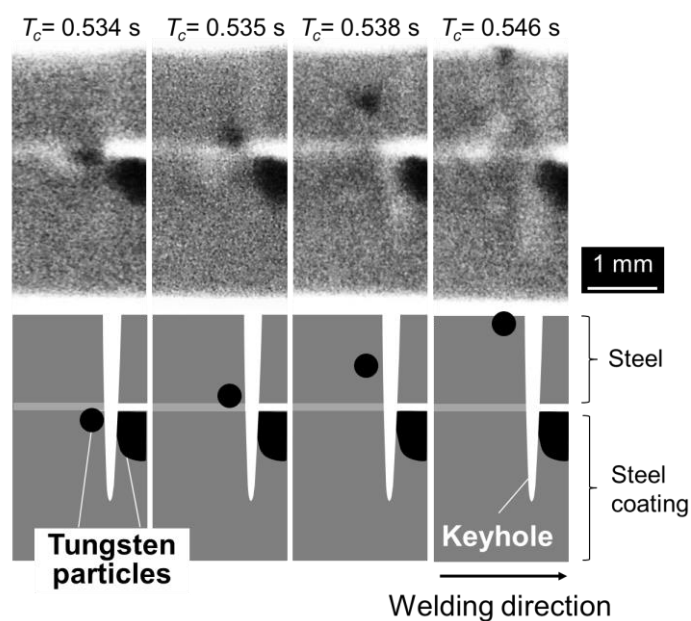 Tc= 0.534 s
Tc= 0.535 s
Tc= 0.538 s
Tc= 0.546 s
1 mm
Steel
Steel
coating
Tungsten
particles
Keyhole
Welding direction